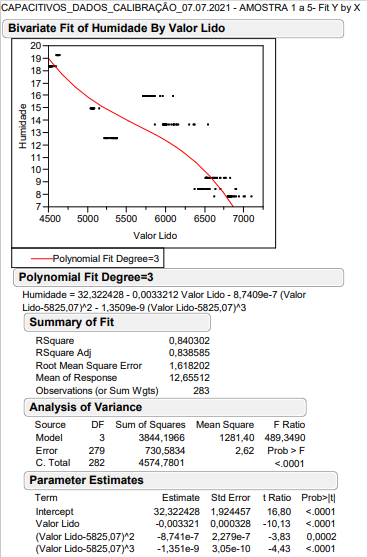 CAPACITIVOS_DADOS_CALIBRAÇÃO_07.07.2021 - AMOSTRA 1 a 5- Fit Y by X
Bivariate Fit of Humidade By Valor Lido
20
19
18
17
16
15
14
13
12
11
10
9
8
7
Humidade
4500 5000 5500 6000 6500 7000
Valor Lido
Polynomial Fit Degree=3
Polynomial Fit Degree=3
Humidade = 32,322428 - 0,0033212 Valor Lido - 8,7409e-7 (Valor
Lido-5825,07)^2 - 1,3509e-9 (Valor Lido-5825,07)^3
Summary of Fit
RSquare 0,840302
RSquare Adj 0,838585
Root Mean Square Error 1,618202
Mean of Response 12,65512
Observations (or Sum Wgts) 283
Analysis of Variance
Source DF Sum of Squares Mean Square F Ratio
Model 3 3844,1966 1281,40 489,3490
Error 279 730,5834 2,62 Prob > F
C. Total 282 4574,7801 <.0001
Parameter Estimates
Term Estimate Std Error t Ratio Prob>|t|
Intercept 32,322428 1,924457 16,80 <.0001
Valor Lido -0,003321 0,000328 -10,13 <.0001
(Valor Lido-5825,07)^2 -8,741e-7 2,279e-7 -3,83 0,0002
(Valor Lido-5825,07)^3 -1,351e-9 3,05e-10 -4,43 <.0001